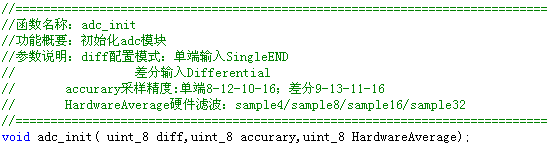 //==========================================================================
//函数名称：adc_init
//功能概要：初始化adc模块
//参数说明：diff配置模式：单端输入SingleEND
// 差分输入Differential
// accurary采样精度:单端8-12-10-16；差分9-13-11-16
// HardwareAverage硬件滤波：sample4/sample8/sample16/sample32
//==========================================================================
void adc_init( uint_8 diff,uint_8 accurary,uint_8 HardwareAverage);